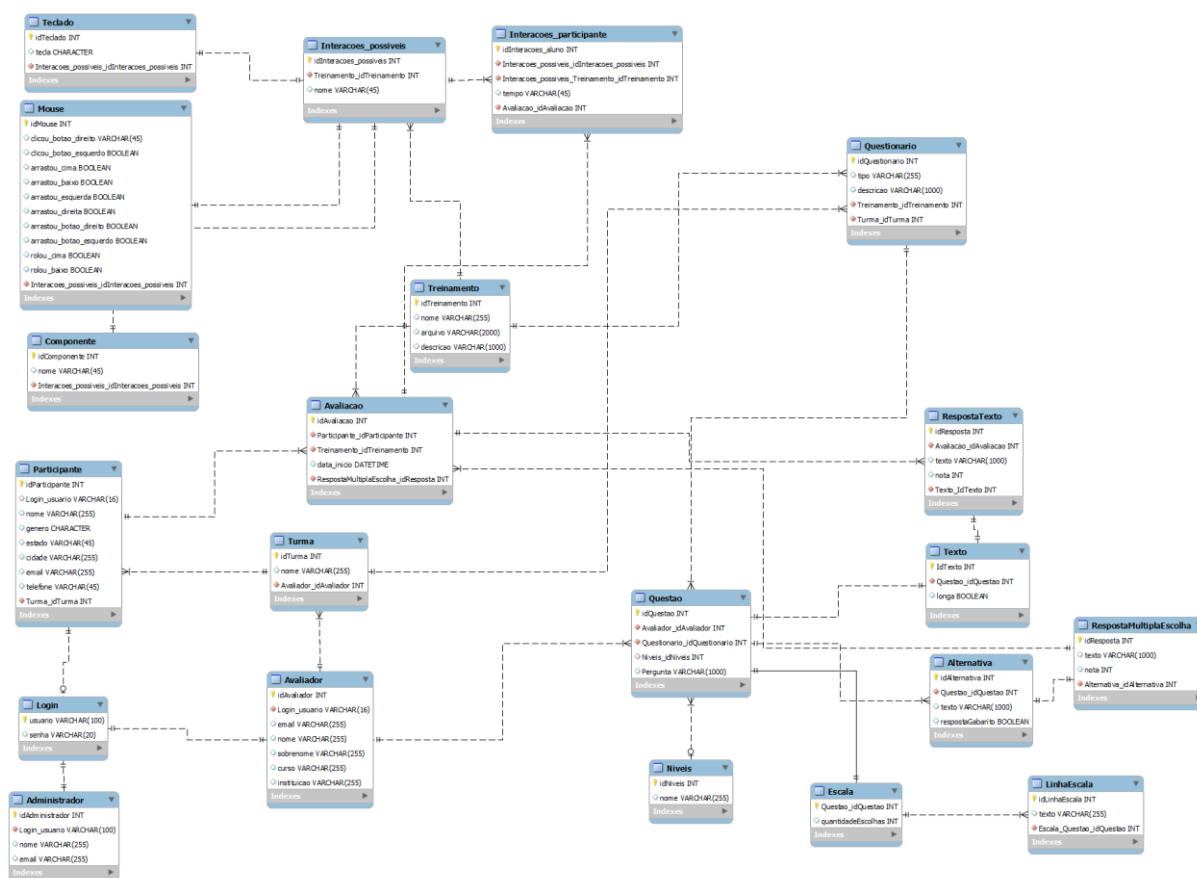 Teclado
idTeclado INT
tecla CHARACTER
Interacoes_possiveis_idInteracoes_possiveis INT
Indexes
Interacoes_possiveis
idInteracoes_possiveis INT
Treinamento_idTreinamento INT
nome VARCHAR(45)
Indexes
Interacoes_participante
idInteracoes_aluno INT
Interacoes_possiveis_idInteracoes_possiveis INT
Interacoes_possiveis_Treinamento_idTreinamento INT
tempo VARCHAR(45)
Avaliacao_idAvaliacao INT
Indexes
Mouse
idMouse INT
clicou_botao_direito VARCHAR(45)
clicou_botao_esquerdo BOOLEAN
arrastou_cima BOOLEAN
arrastou_baixo BOOLEAN
arrastou_esquerda BOOLEAN
arrastou_direita BOOLEAN
arrastou_botao_direito BOOLEAN
arrastou_botao_esquerdo BOOLEAN
rolou_cima BOOLEAN
rolou_baixo BOOLEAN
Interacoes_possiveis_idInteracoes_possiveis INT
Indexes
Questionario
idQuestionario INT
tipo VARCHAR(255)
descricao VARCHAR(1000)
Treinamento_idTreinamento INT
Turma_idTurma INT
Indexes
Treinamento
idTreinamento INT
nome VARCHAR(255)
arquivo VARCHAR(2000)
descricao VARCHAR(1000)
Indexes
Componente
idComponente INT
nome VARCHAR(45)
Interacoes_possiveis_idInteracoes_possiveis INT
Indexes
Avaliacao
idAvaliacao INT
Participante_idParticipante INT
Treinamento_idTreinamento INT
data_inicio DATETIME
RespostaMultiplaEscolha_idResposta INT
Indexes
RespostaTexto
idResposta INT
Avaliacao_idAvaliacao INT
texto VARCHAR(1000)
nota INT
Texto_IdTexto INT
Indexes
Participante
idParticipante INT
Login_usuario VARCHAR(16)
nome VARCHAR(255)
genero CHARACTER
estado VARCHAR(45)
cidade VARCHAR(255)
email VARCHAR(255)
telefone VARCHAR(45)
Turma_idTurma INT
Indexes
Turma
idTurma INT
nome VARCHAR(255)
Avaliador_idAvaliador INT
Indexes
Texto
IdTexto INT
Questao_idQuestao INT
longa BOOLEAN
Indexes
Questao
idQuestao INT
Avaliador_idAvaliador INT
Questionario_idQuestionario INT
Niveis_idNiveis INT
Pergunta VARCHAR(1000)
Indexes
RespostaMultiplaEscolha
idResposta INT
texto VARCHAR(1000)
nota INT
Alternativa_idAlternativa INT
Indexes
Alternativa
idAlternativa INT
Questao_idQuestao INT
texto VARCHAR(1000)
respostaGabarito BOOLEAN
Indexes
Avaliador
idAvaliador INT
Login_usuario VARCHAR(16)
email VARCHAR(255)
nome VARCHAR(255)
sobrenome VARCHAR(255)
curso VARCHAR(255)
instituicao VARCHAR(255)
Indexes
Login
usuario VARCHAR(100)
senha VARCHAR(20)
Indexes
Niveis
idNiveis INT
nome VARCHAR(255)
Indexes
Escala
Questao_idQuestao INT
quantidadeEscolhas INT
Indexes
LinhaEscala
idLinhaEscala INT
texto VARCHAR(255)
Escala_Questao_idQuestao INT
Indexes
Administrador
idAdministrador INT
Login_usuario VARCHAR(100)
nome VARCHAR(255)
email VARCHAR(255)
Indexes